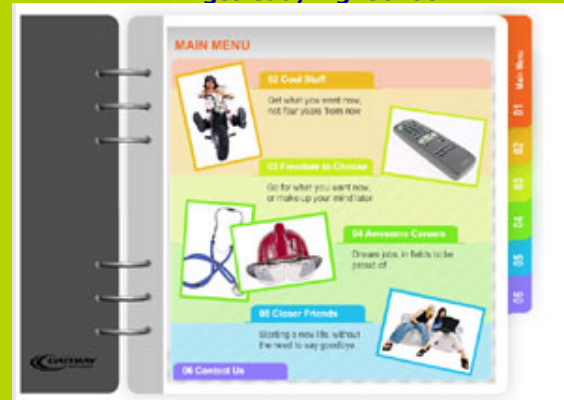 MAIN MENU
02 Cool Stuff
Get what you want now,
not four years from now
03 Freedom to Choose
Go for what you want now,
or make up your mind later
04 Awesome Careers
Dream jobs, in fields to be
proud of
05 Closer Friends
Starting a new life, without
the need to say goodbye
06 Contact Us
01 Main Menu
02
03
04
05
06